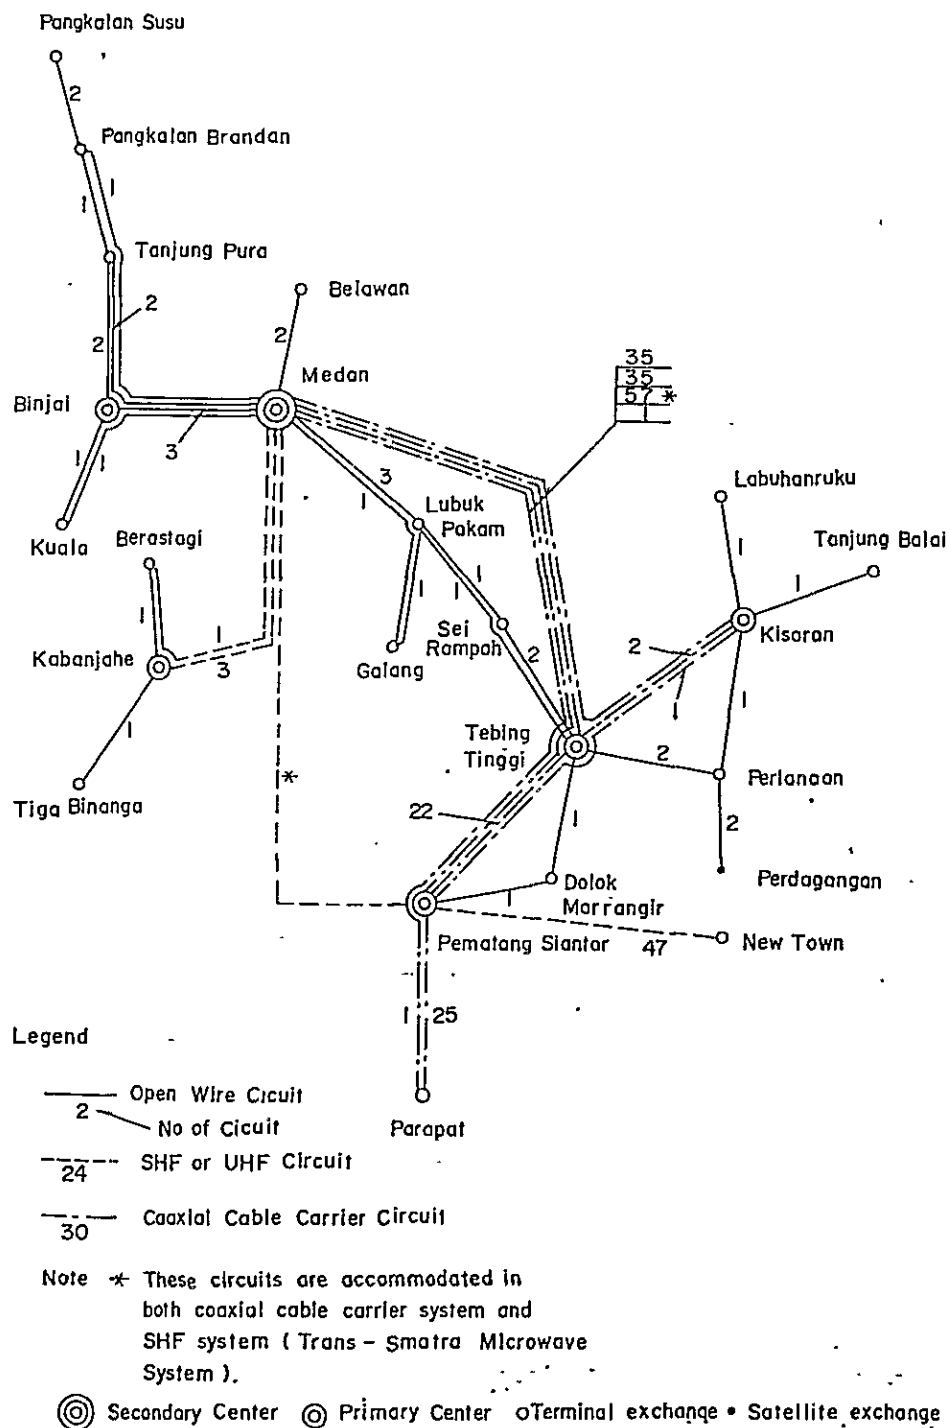 Pangkalan Susu
2
Pangkalan Brandan
1
1
Tanjung Pura
2
2
Belawan
2
Medan
Binjai
3
35
35
57 *
1
1
1
Kuala
3
1
Lubuk
Pakam
Labuhanruku
Tanjung Balai
Berastagi
1
1
1
1
1
1
Kisaran
Sei
Rampah
Galang
2
2
1
1
Kabanjahe
1
3
1
Tebing
Tinggi
2
Perlanaan
Tiga Binanga
*
22
1
2
Dolok
Marrangir
Perdagangan
1
Pematang Siantar
47
New Town
1
25
Parapat
Legend
Open Wire Cicuit
2
No of Cicuit
24
SHF or UHF Circuit
30
Coaxial Cable Carrier Circuit
Note * These circuits are accommodated in
both coaxial cable carrier system and
SHF system ( Trans - Smatra Microwave
System ).
Secondary Center Primary Center Terminal exchange • Satellite exchange